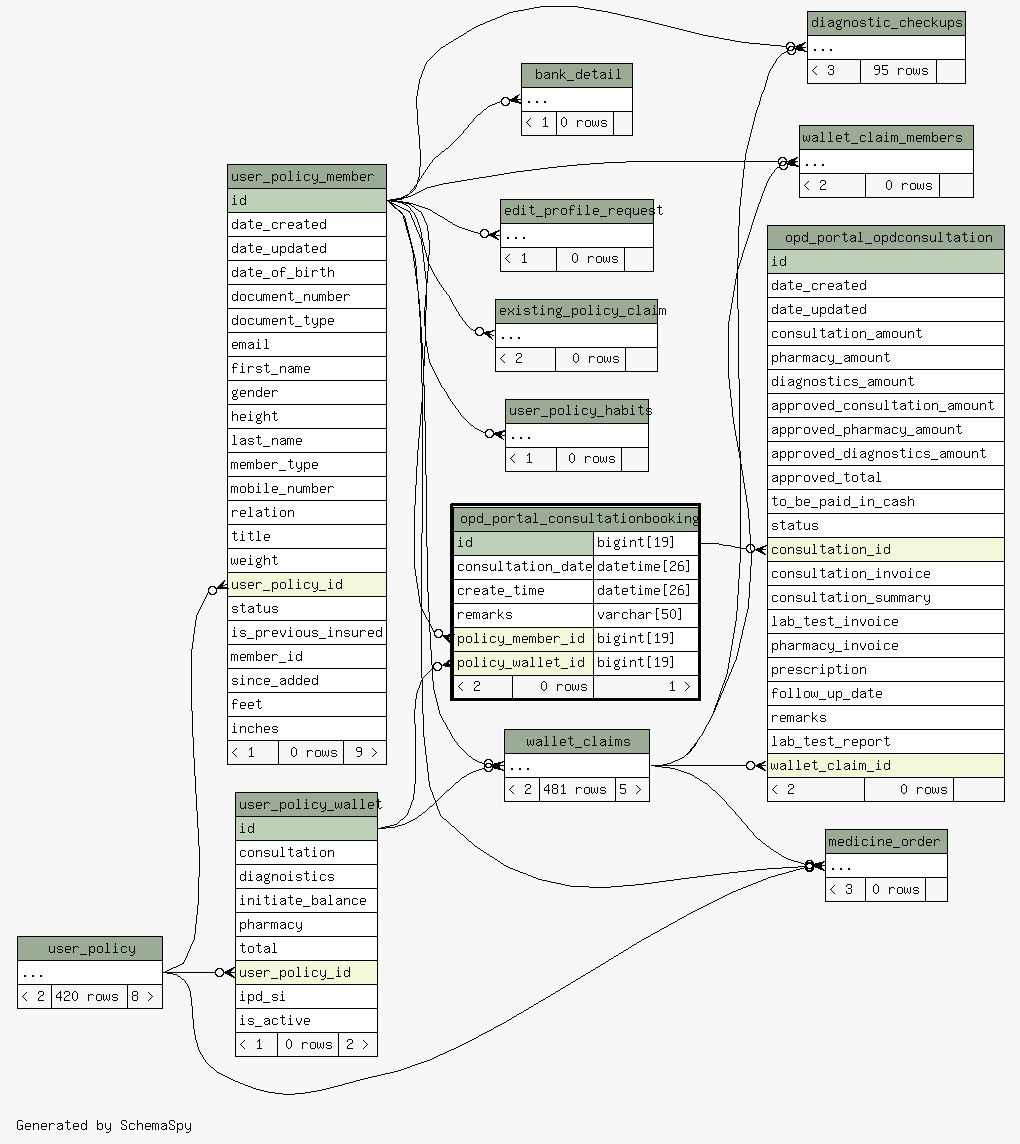 diagnostic_checkups
...
< 3 95 rows
bank_detail
...
< 1 0 rows
wallet_claim_members
...
< 2 0 rows
user_policy_member
id
date_created
date_updated
date_of_birth
document_number
document_type
email
first_name
gender
height
last_name
member_type
mobile_number
relation
title
weight
user_policy_id
status
is_previous_insured
member_id
since_added
feet
inches
< 1 0 rows 9 >
edit_profile_request
...
< 1 0 rows
existing_policy_claim
...
< 2 0 rows
user_policy_habits
...
< 1 0 rows
opd_portal_opdconsultation
id
date_created
date_updated
consultation_amount
pharmacy_amount
diagnostics_amount
approved_consultation_amount
approved_pharmacy_amount
approved_diagnostics_amount
approved_total
to_be_paid_in_cash
status
consultation_id
consultation_invoice
consultation_summary
lab_test_invoice
pharmacy_invoice
prescription
follow_up_date
remarks
lab_test_report
wallet_claim_id
< 2 0 rows
opd_portal_consultationbooking
id bigint[19]
consultation_date datetime[26]
create_time datetime[26]
remarks varchar[50]
policy_member_id bigint[19]
policy_wallet_id bigint[19]
< 2 0 rows 1 >
wallet_claims
...
< 2 481 rows 5 >
user_policy_wallet
id
consultation
diagnoistics
initiate_balance
pharmacy
total
user_policy_id
ipd_si
is_active
< 1 0 rows 2 >
medicine_order
...
< 3 0 rows
user_policy
...
< 2 420 rows 8 >
Generated by SchemaSpy